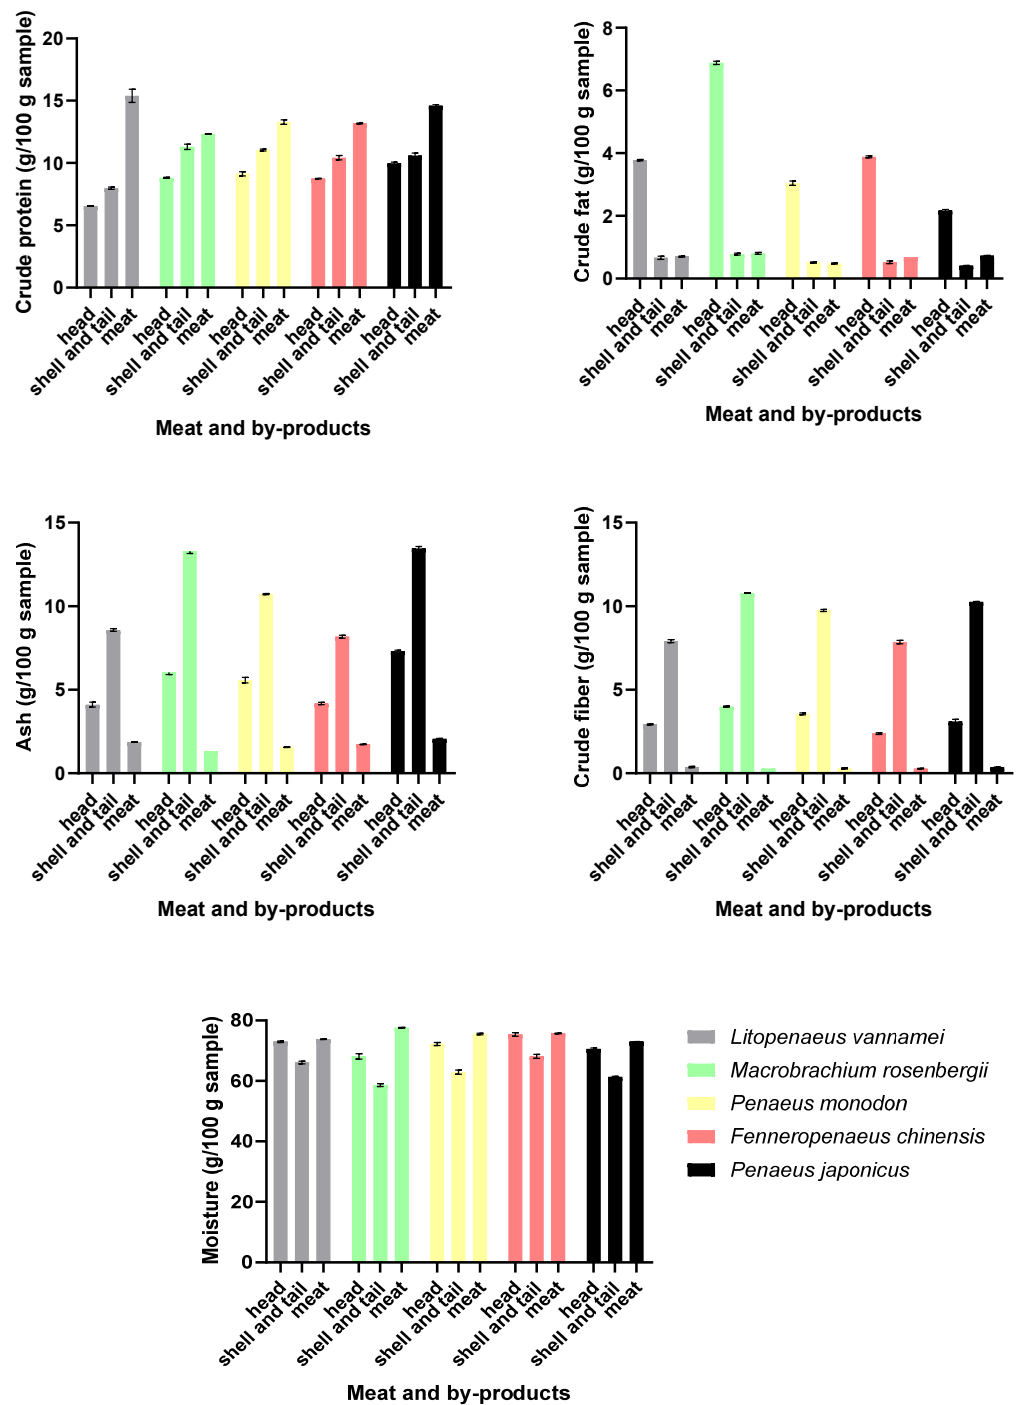 Crude protein (g/100 g sample)
20
15
10
5
0
head
shell and tail
meat
head
shell and tail
meat
head
shell and tail
meat
head
shell and tail
meat
head
shell and tail
meat
Meat and by-products
Crude fat (g/100 g sample)
8
6
4
2
0
head
shell and tail
meat
head
shell and tail
meat
head
shell and tail
meat
head
shell and tail
meat
head
shell and tail
meat
Meat and by-products
Ash (g/100 g sample)
15
10
5
0
head
shell and tail
meat
head
shell and tail
meat
head
shell and tail
meat
head
shell and tail
meat
head
shell and tail
meat
Meat and by-products
Crude fiber (g/100 g sample)
15
10
5
0
head
shell and tail
meat
head
shell and tail
meat
head
shell and tail
meat
head
shell and tail
meat
head
shell and tail
meat
Meat and by-products
Moisture (g/100 g sample)
80
60
40
20
0
head
shell and tail
meat
head
shell and tail
meat
head
shell and tail
meat
head
shell and tail
meat
head
shell and tail
meat
Meat and by-products
Litopenaeus vannamei
Macrobrachium rosenbergii
Penaeus monodon
Fenneropenaeus chinensis
Penaeus japonicus